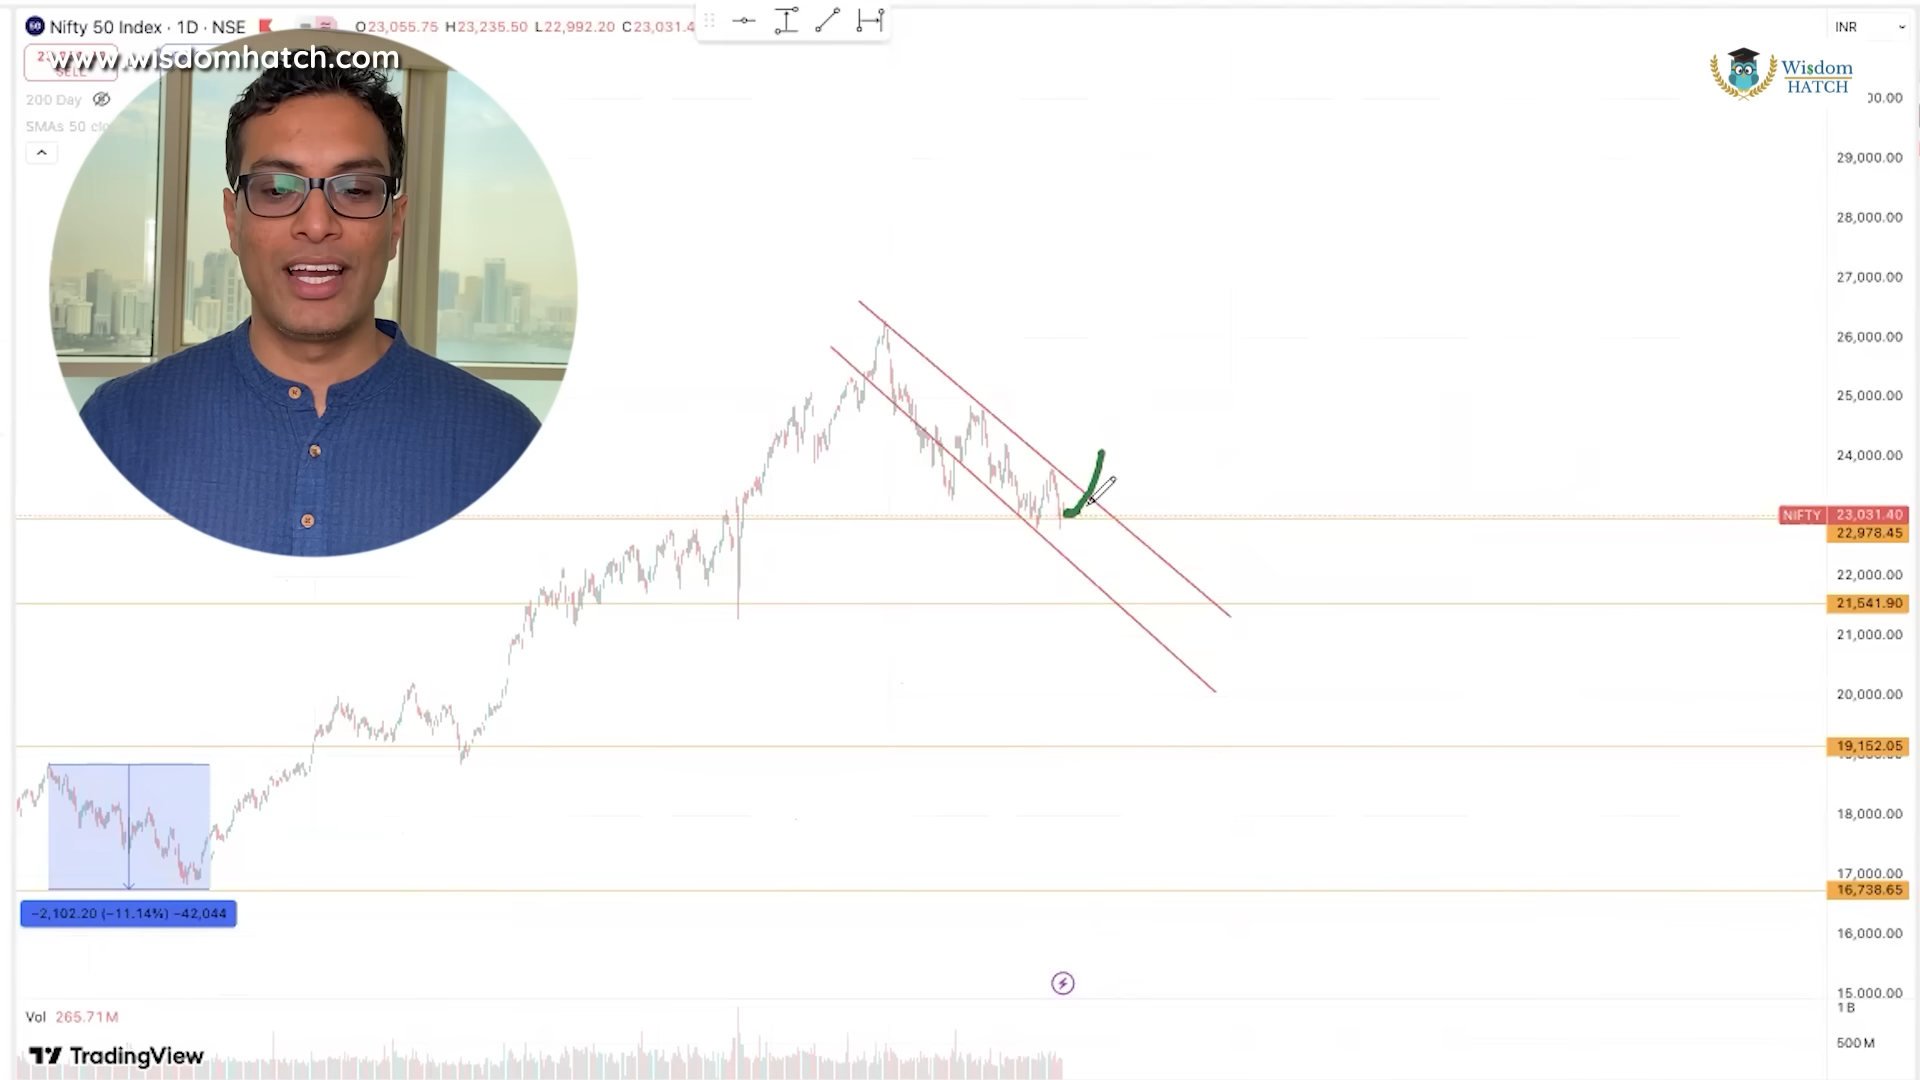 50 Nifty 50 Index · 1D · NSE O23,055.75 H23,235.50 L22,992.20 C23,031.4
INR
www.wisdomhatch.com
SELL
Wisdom
HATCH
200 Day
SMAs 50 clo
00.00
29,000.00
28,000.00
27,000.00
26,000.00
25,000.00
24,000.00
NIFTY 23,031.40
22,978.45
22,000.00
21,541.90
21,000.00
20,000.00
19,152.05
18,000.00
17,000.00
16,738.65
−2,102.20 (−11.14%) −42,044
16,000.00
15,000.00
1B
Vol 265.71M
500M
TradingView